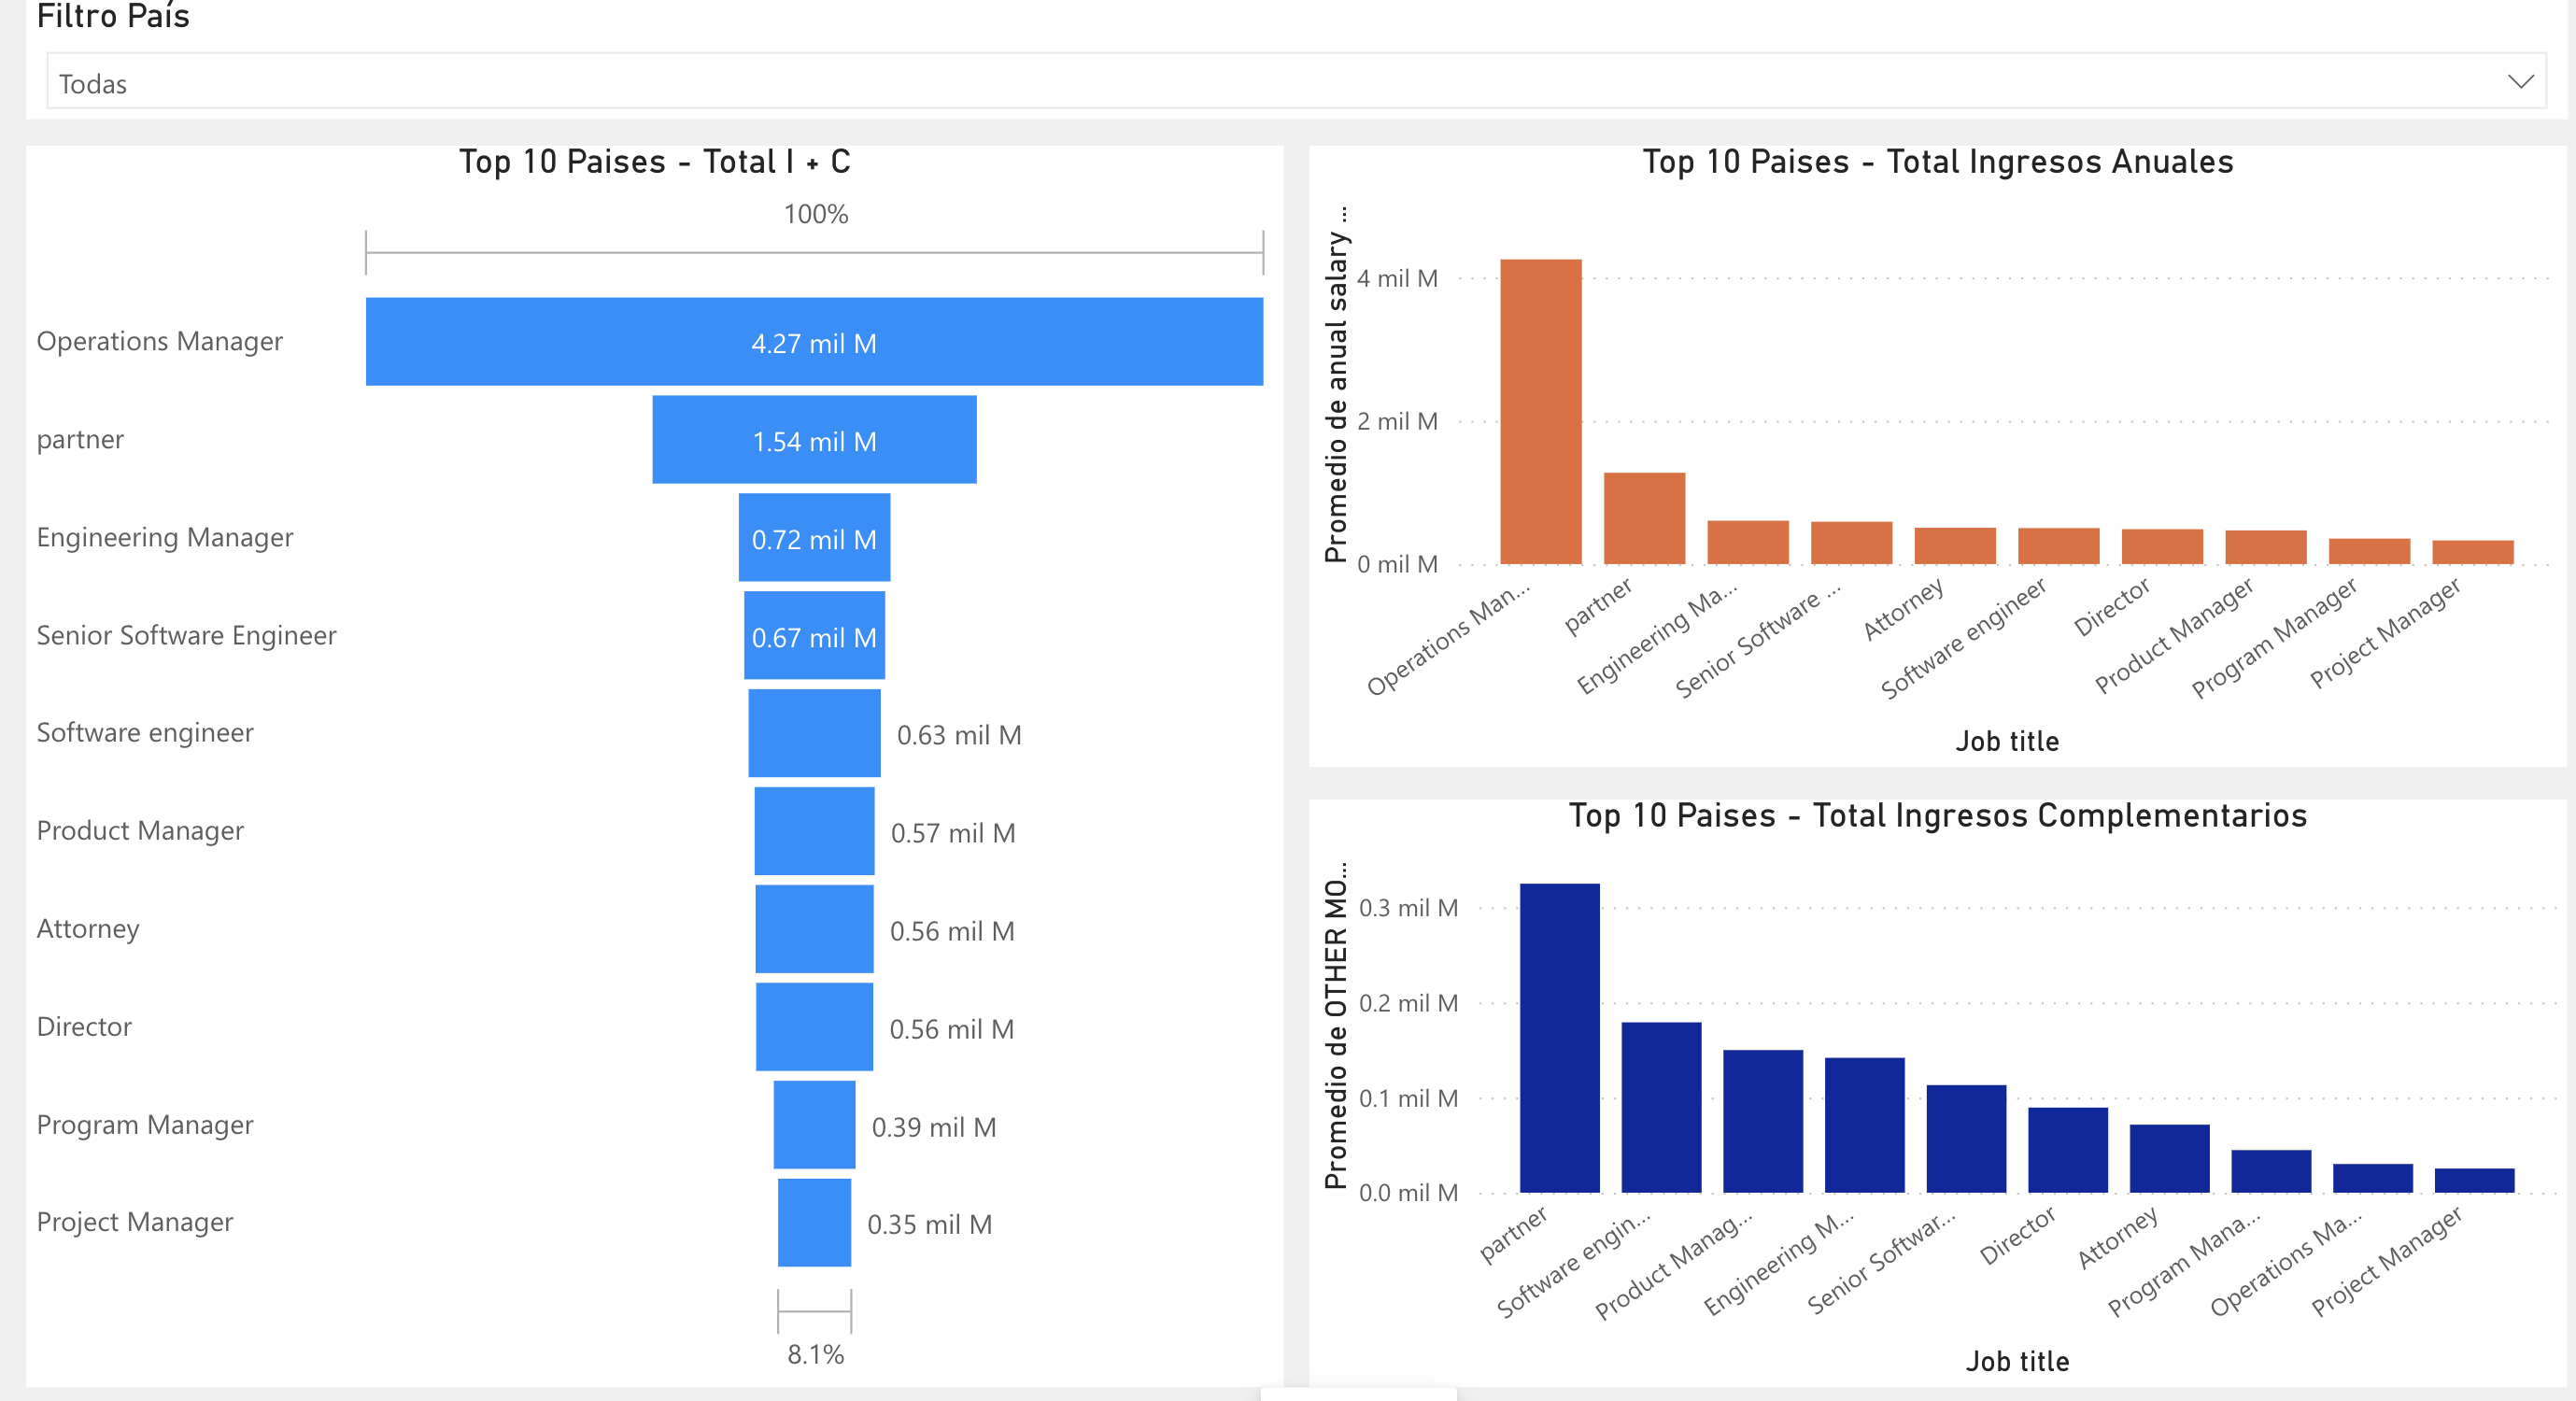 Filtro País
Todas
Top 10 Paises - Total I + C
100%
Operations Manager
4.27 mil M
partner
1.54 mil M
Engineering Manager
0.72 mil M
Senior Software Engineer
0.67 mil M
Software engineer
0.63 mil M
Product Manager
0.57 mil M
Attorney
0.56 mil M
Director
0.56 mil M
Program Manager
0.39 mil M
Project Manager
0.35 mil M
8.1%
Top 10 Paises - Total Ingresos Anuales
Promedio de anual salary ...
4 mil M
2 mil M
0 mil M
Operations Man...
partner
Engineering Ma...
Senior Software ...
Attorney
Software engineer
Director
Product Manager
Program Manager
Project Manager
Job title
Top 10 Paises - Total Ingresos Complementarios
Promedio de OTHER MO...
0.3 mil M
0.2 mil M
0.1 mil M
0.0 mil M
partner
Software engin...
Product Manag...
Engineering M...
Senior Softwar...
Director
Attorney
Program Mana...
Operations Ma...
Project Manager
Job title